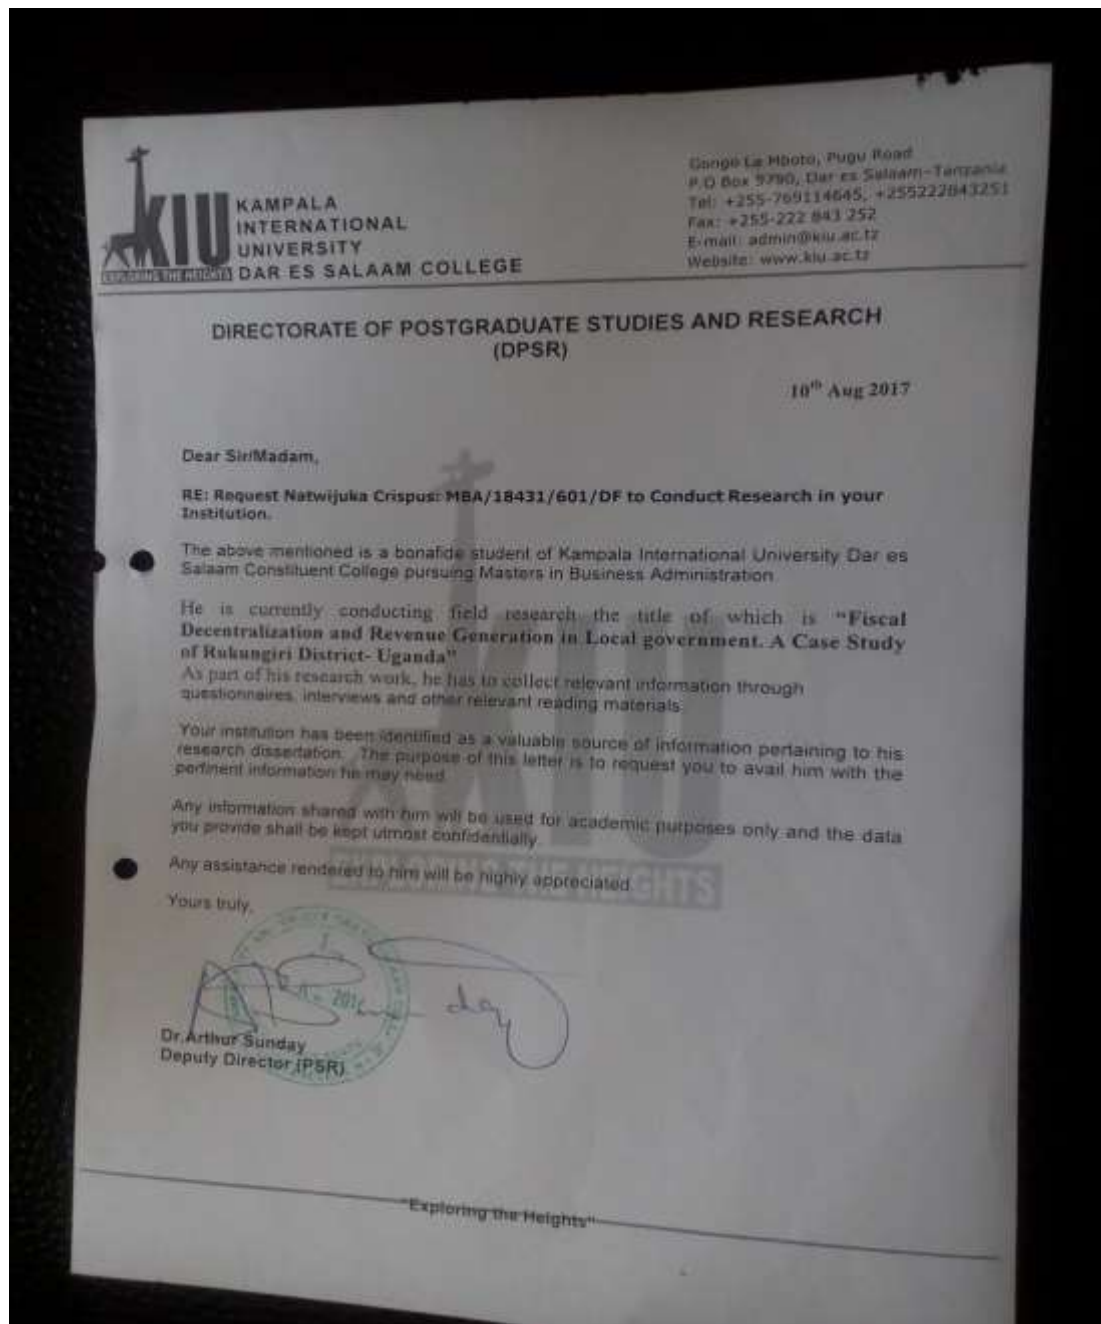 KIU
KAMPALA
INTERNATIONAL
UNIVERSITY
EXPLORING THE HEIGHTS DAR ES SALAAM COLLEGE
Gongo La Mboto, Pugu Road
P.O Box 9790, Dar es Salaam-Tanzania
Tel: +255-769114645, +255222843251
Fax: +255-222 843 252
E-mail: admin@kiu.ac.tz
Website: www.kiu.ac.tz
DIRECTORATE OF POSTGRADUATE STUDIES AND RESEARCH
(DPSR)
10th Aug 2017
Dear Sir/Madam,
RE: Request Natwijuka Crispus: MBA/18431/601/DF to Conduct Research in your
Institution.
The above mentioned is a bonafide student of Kampala International University Dar es
Salaam Constituent College pursuing Masters in Business Administration
He is currently conducting field research the title of which is "Fiscal
Decentralization and Revenue Generation in Local government. A Case Study
of Rukungiri District- Uganda"
As part of his research work, he has to collect relevant information through
questionnaires, interviews and other relevant reading materials
Your institution has been identified as a valuable source of information pertaining to his
research dissertation. The purpose of this letter is to request you to avail him with the
pertinent information he may need
Any information shared with him will be used for academic purposes only and the data
you provide shall be kept utmost confidentially
Any assistance rendered to him will be highly appreciated
KIU
EXPLORING THE HEIGHTS
Yours truly,
Dr.Arthur Sunday
Deputy Director (PSR)
"Exploring the Heights"